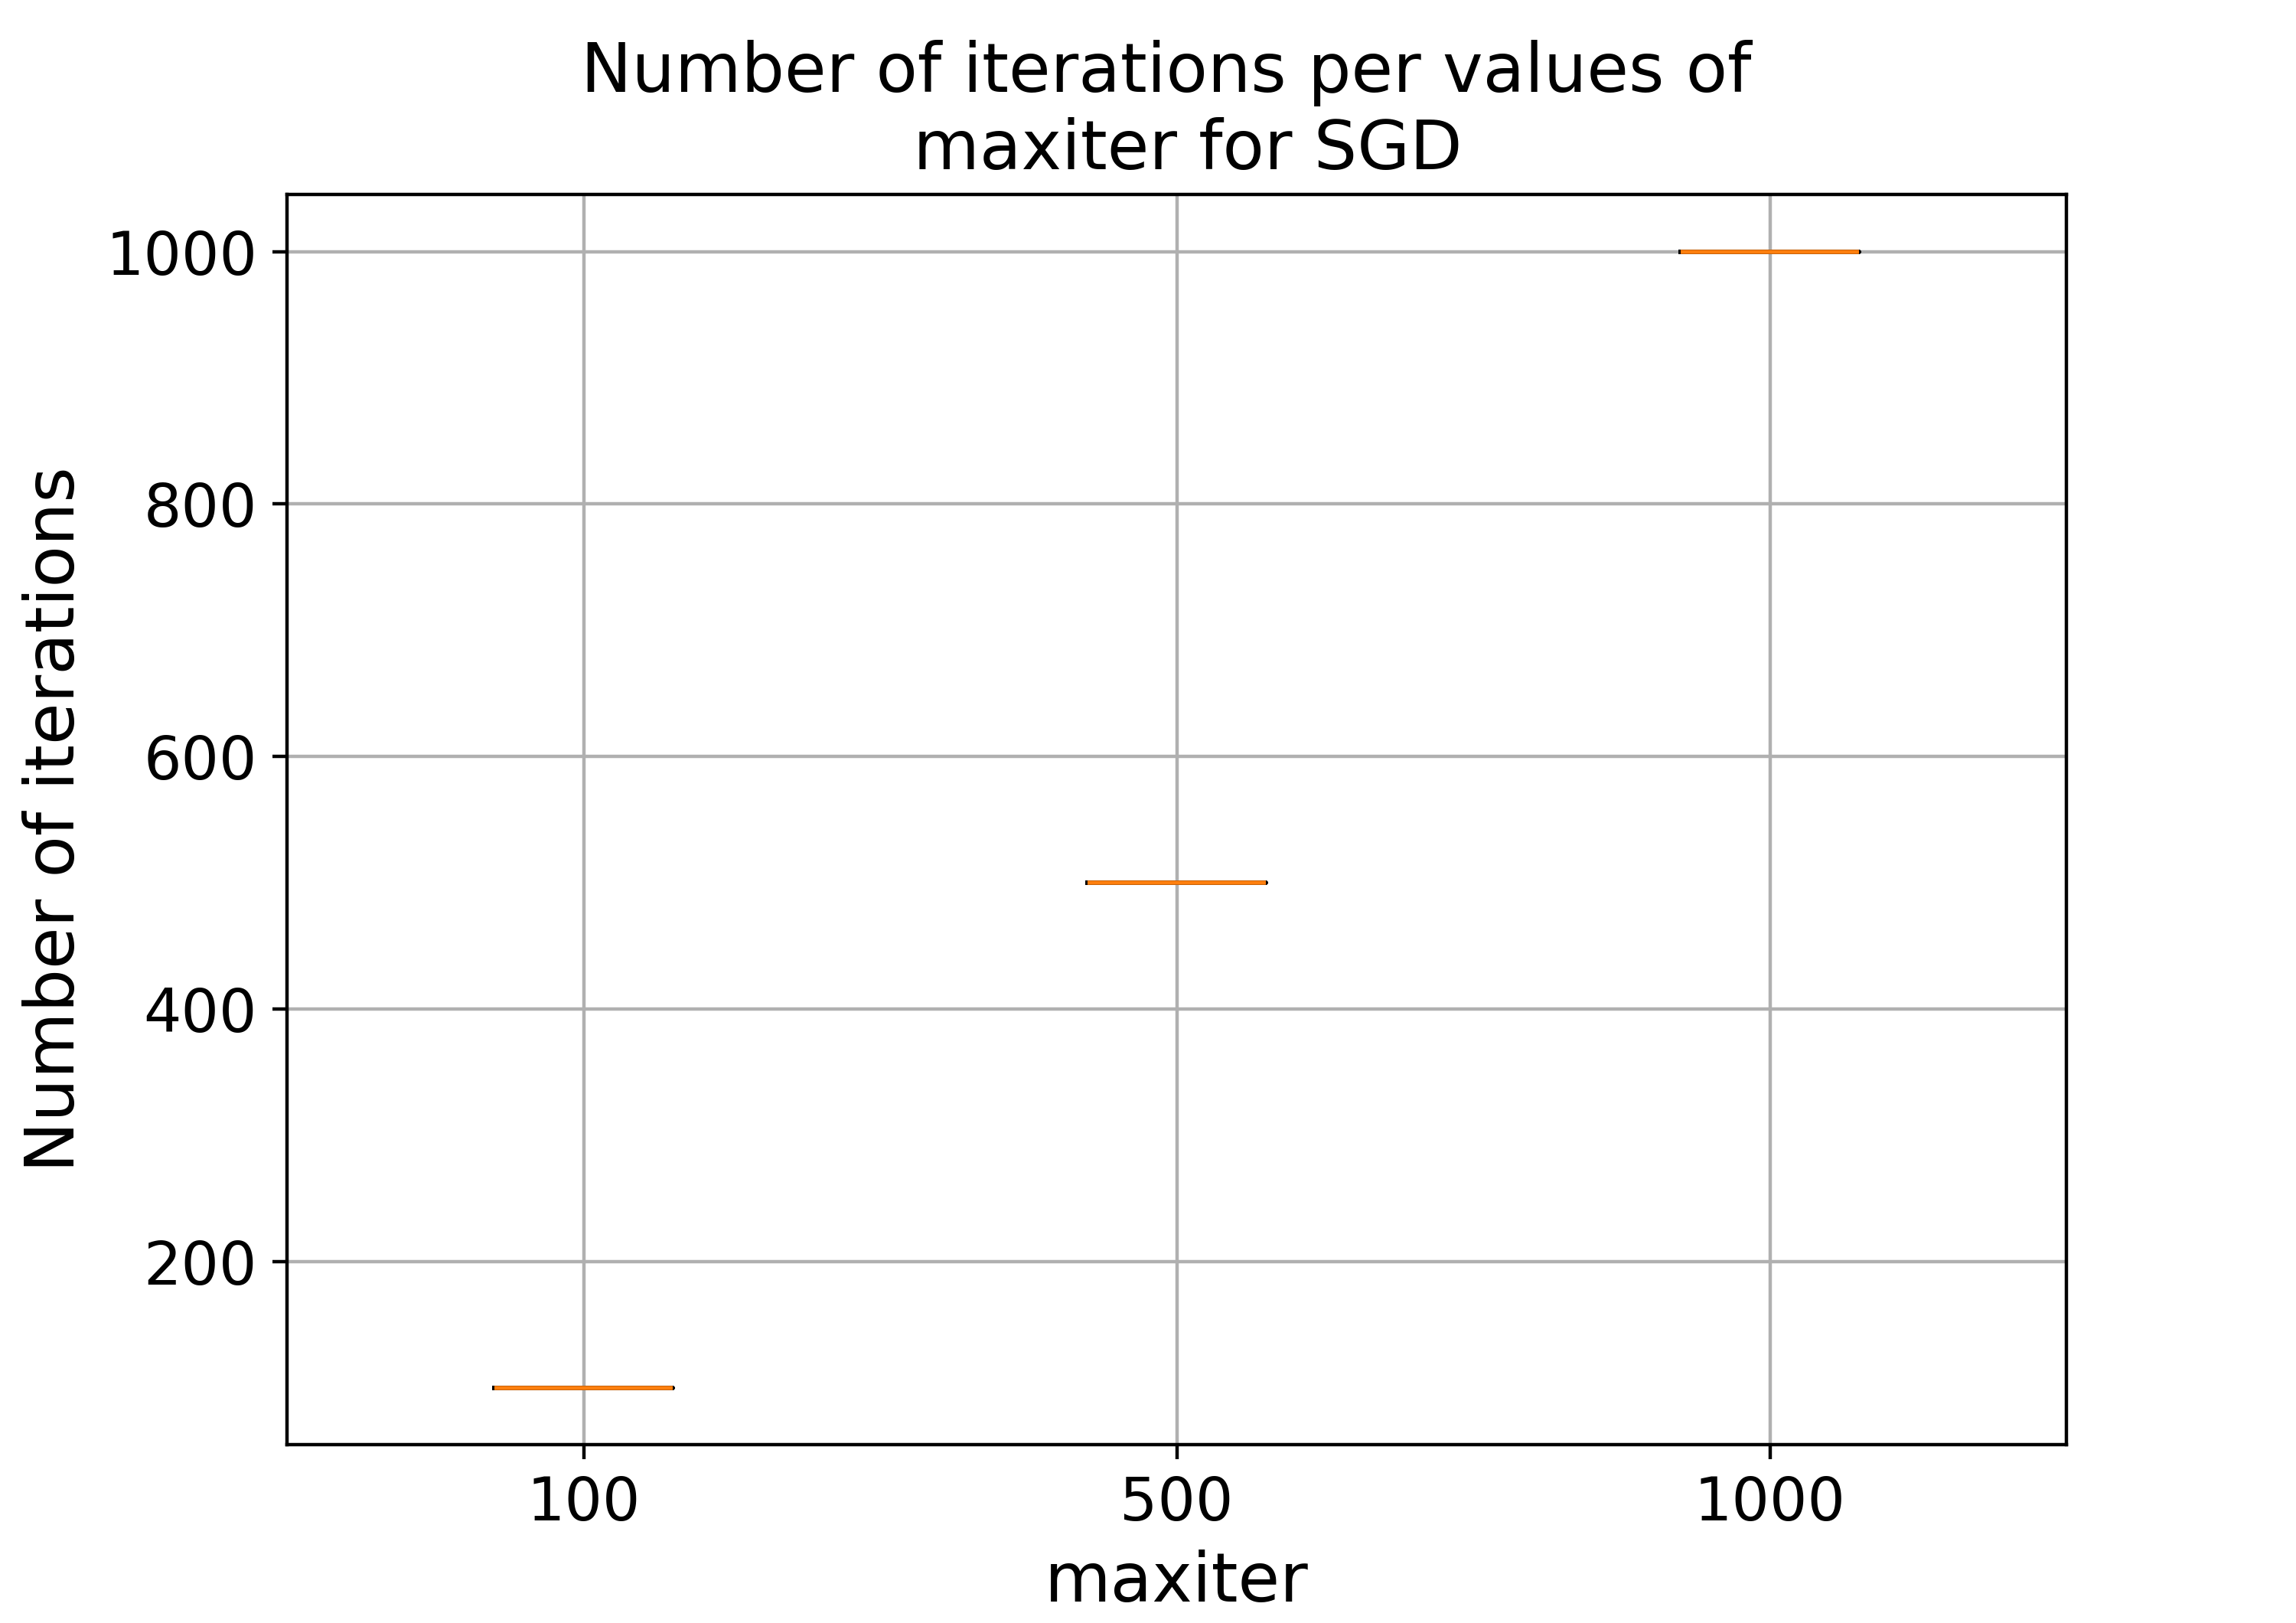 Number of iterations per values of
maxiter for SGD
Number of iterations
1000
800
600
400
200
100
500
1000
maxiter